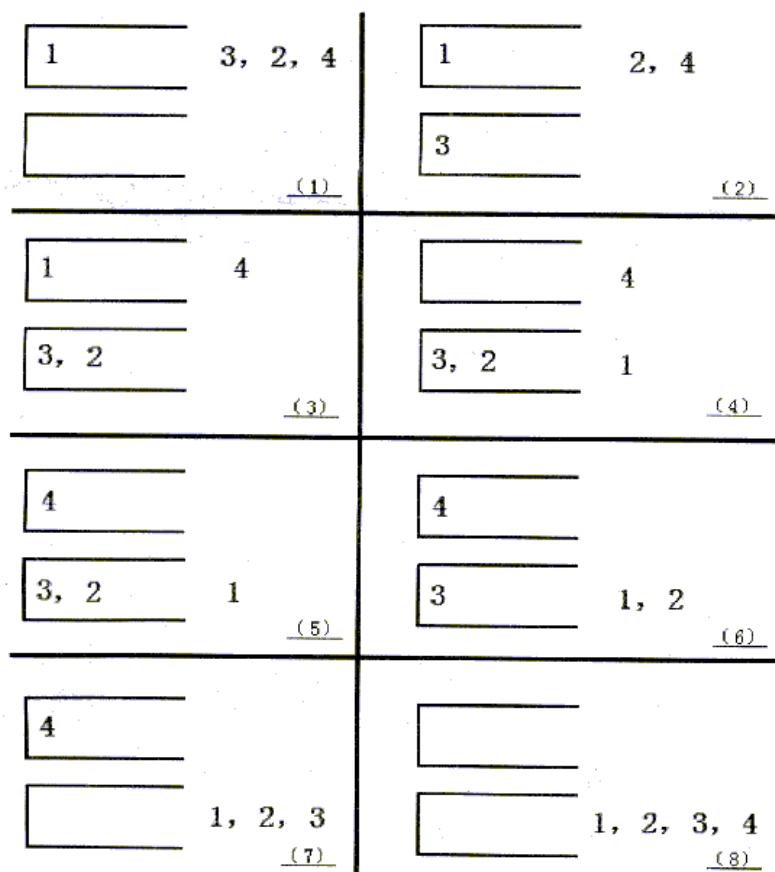 1 3, 2, 4
(1)
1 2, 4
3
(2)
1 4
3, 2
(3)
4
3, 2 1
(4)
4
3, 2 1
(5)
4
3 1, 2
(6)
4
1, 2, 3
(7)
1, 2, 3, 4
(8)